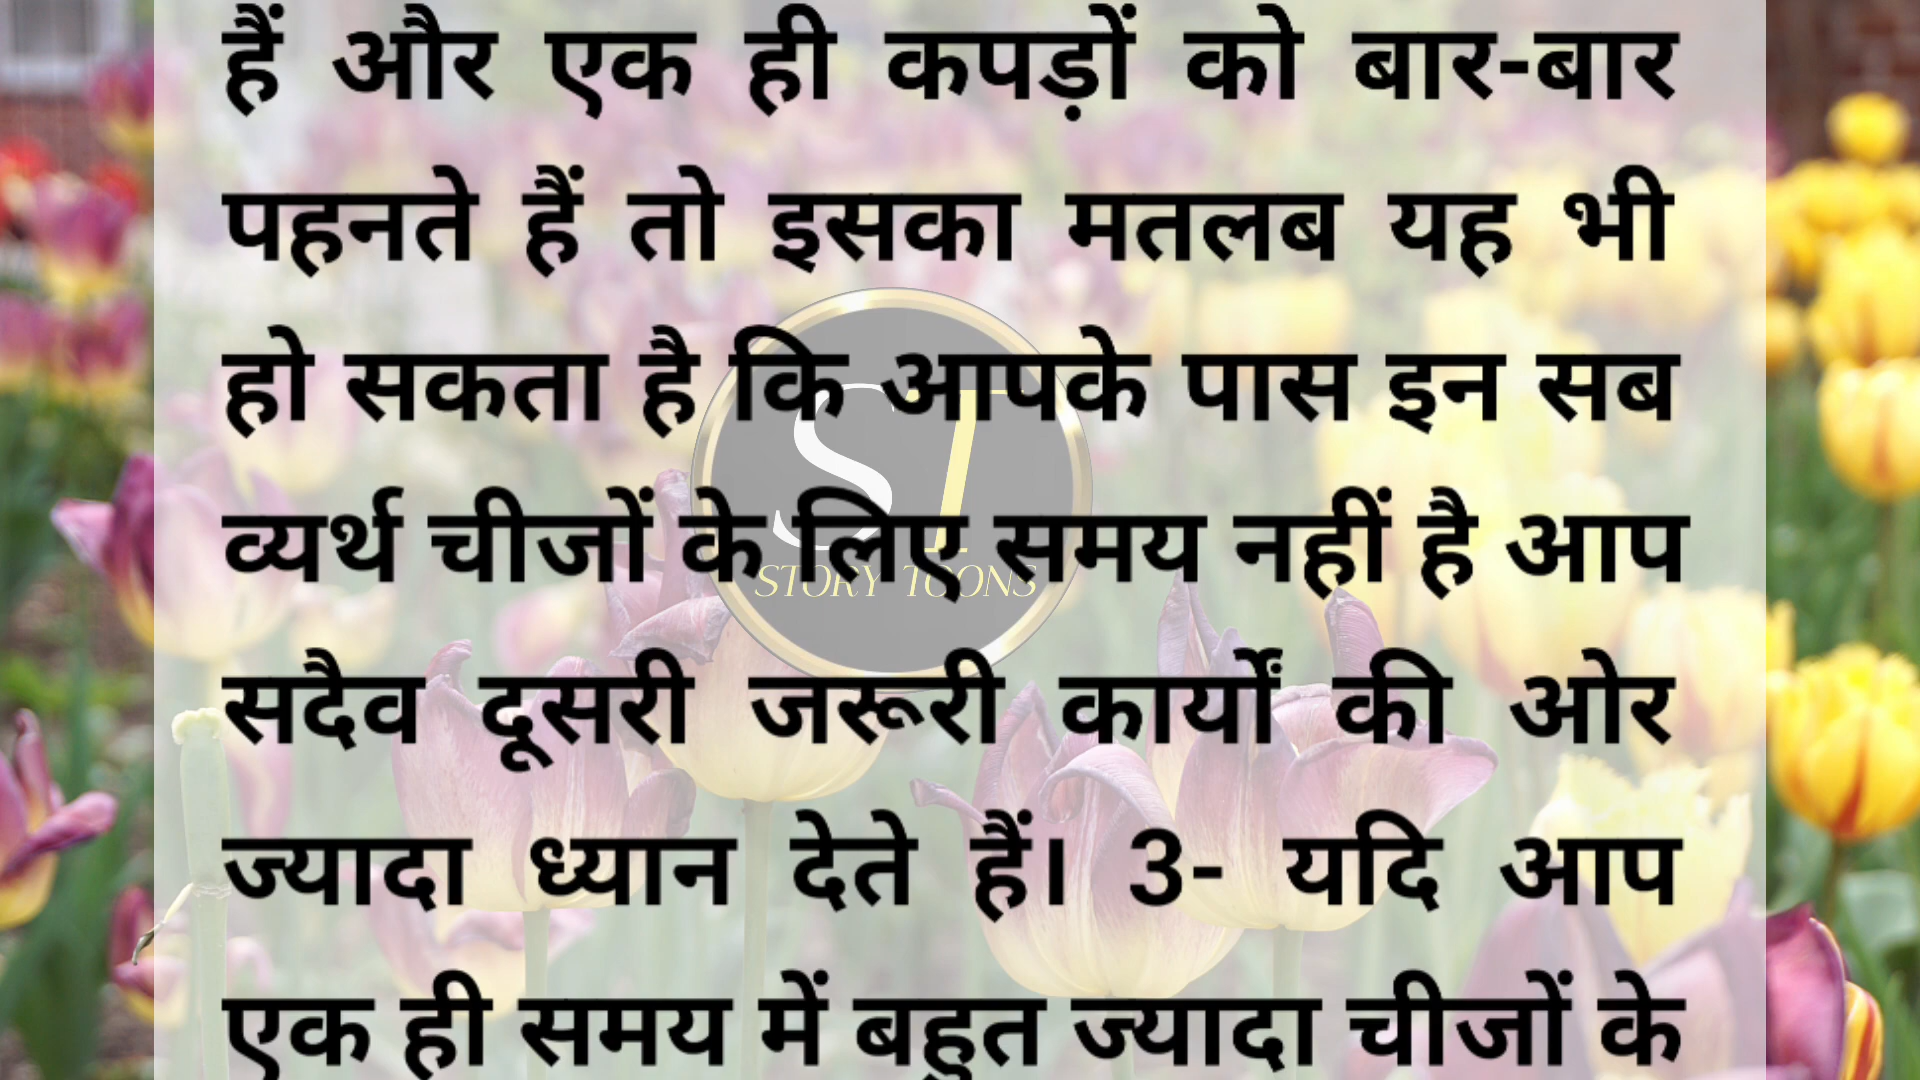 हैं और एक ही कपड़ों को बार-बार
पहनते हैं तो इसका मतलब यह भी
हो सकता है कि आपके पास इन सब
व्यर्थ चीजों के लिए समय नहीं है आप
सदैव दूसरी जरूरी कार्यों की ओर
ज्यादा ध्यान देते हैं। 3- यदि आप
एक ही समय में बहुत ज्यादा चीजों के
ST
STORY TOONS